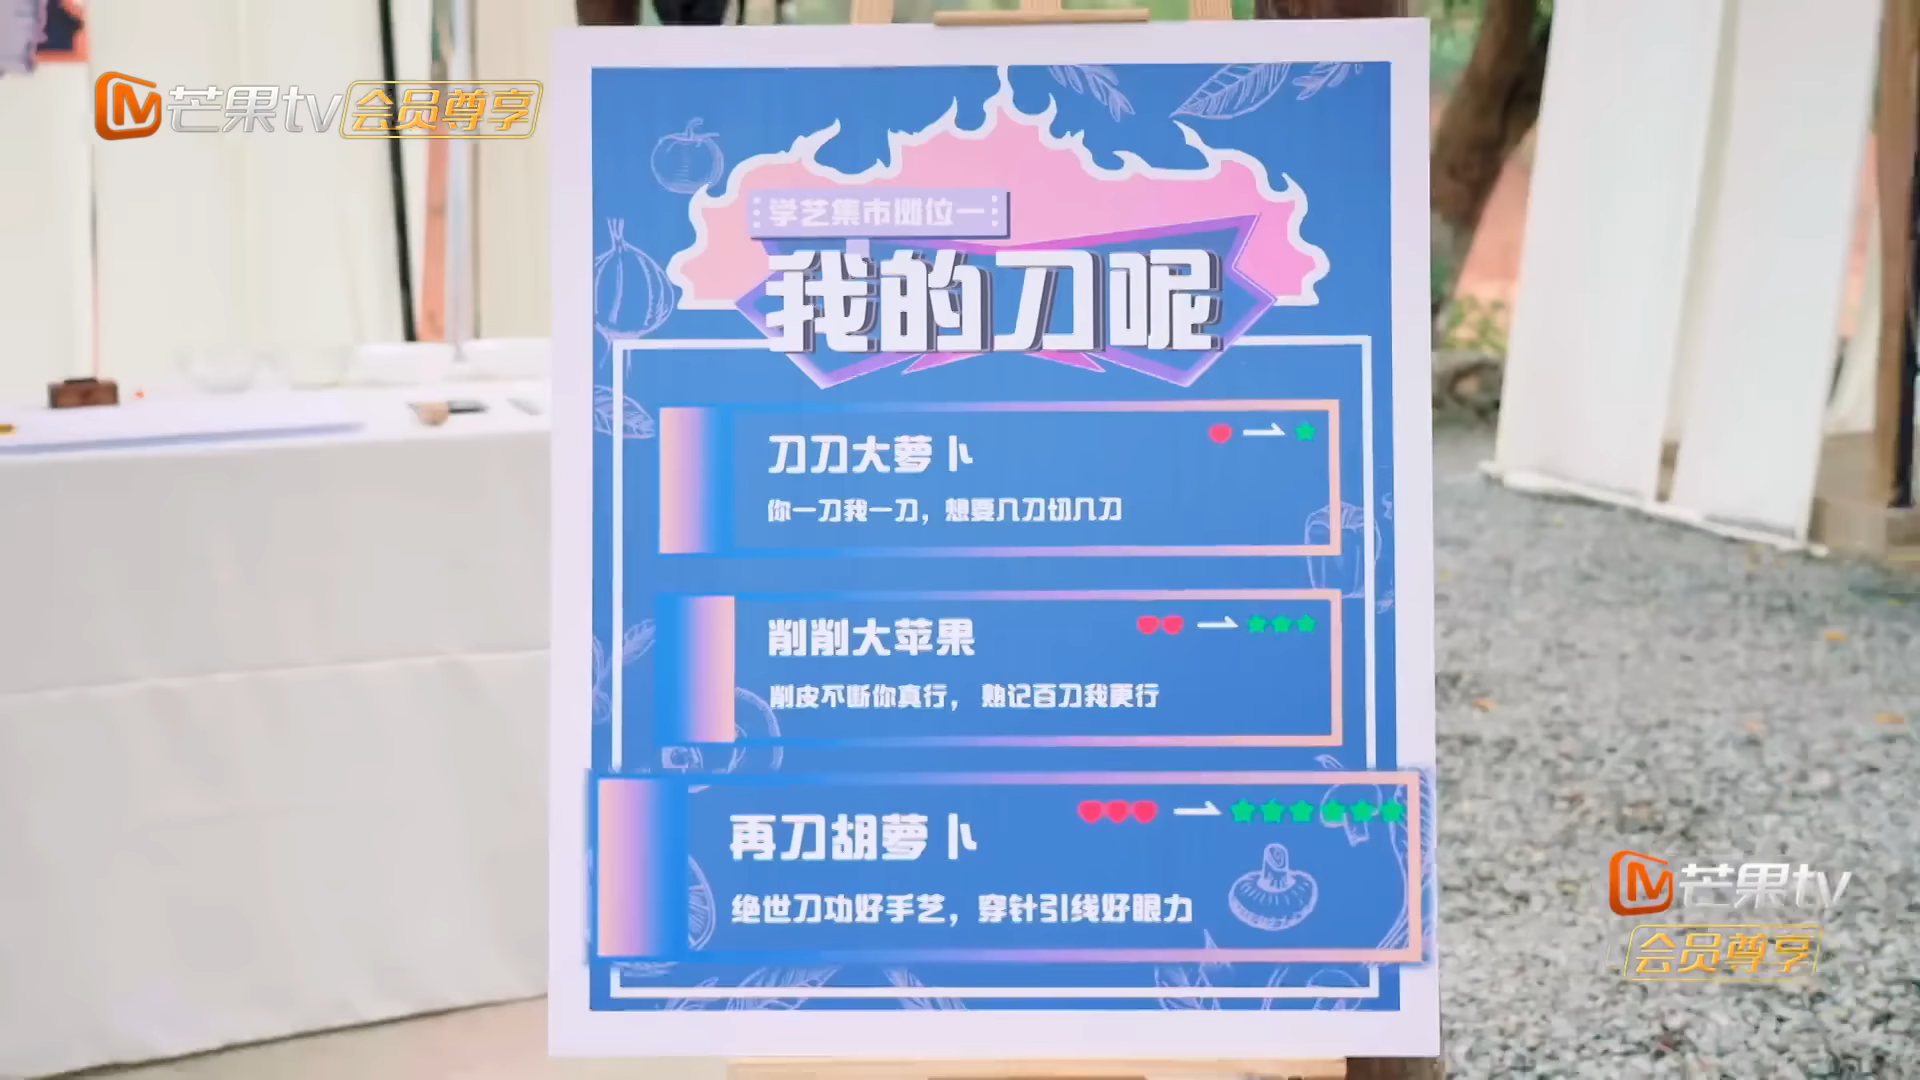 芒果tv会员尊享
学艺集市摊位一
我的刀呢
刀刀大萝卜
你一刀我一刀，想要几刀切几刀
削削大苹果
削皮不断你真行，熟记百刀我更行
再刀胡萝卜
绝世刀功好手艺，穿针引线好眼力
芒果tv
会员尊享